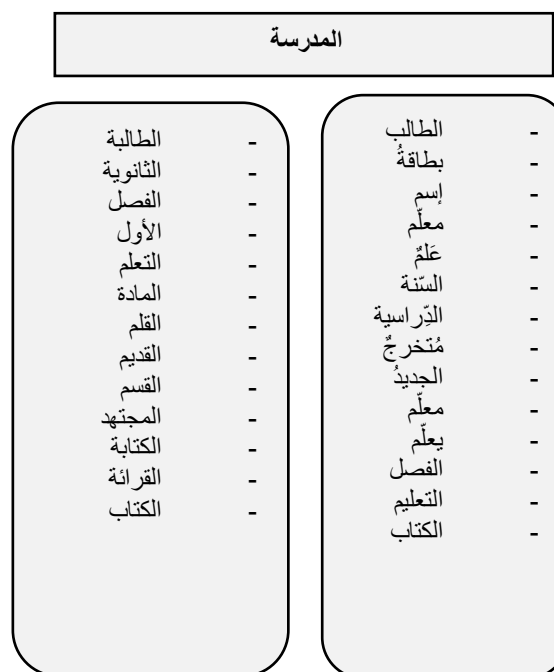 المدرسة
- الطالب
- بطاقةُ
- إسم
- معلّم
- عَلمٌ
- السّنة
- الدِّراسية
- مُتخرجٌ
- الجديدُ
- معلّم
- يعلّم
- الفصل
- التعليم
- الكتاب
- الطالبة
- الثانوية
- الفصل
- الأول
- التعلم
- المادة
- القلم
- القديم
- القسم
- المجتهد
- الكتابة
- القرائة
- الكتاب